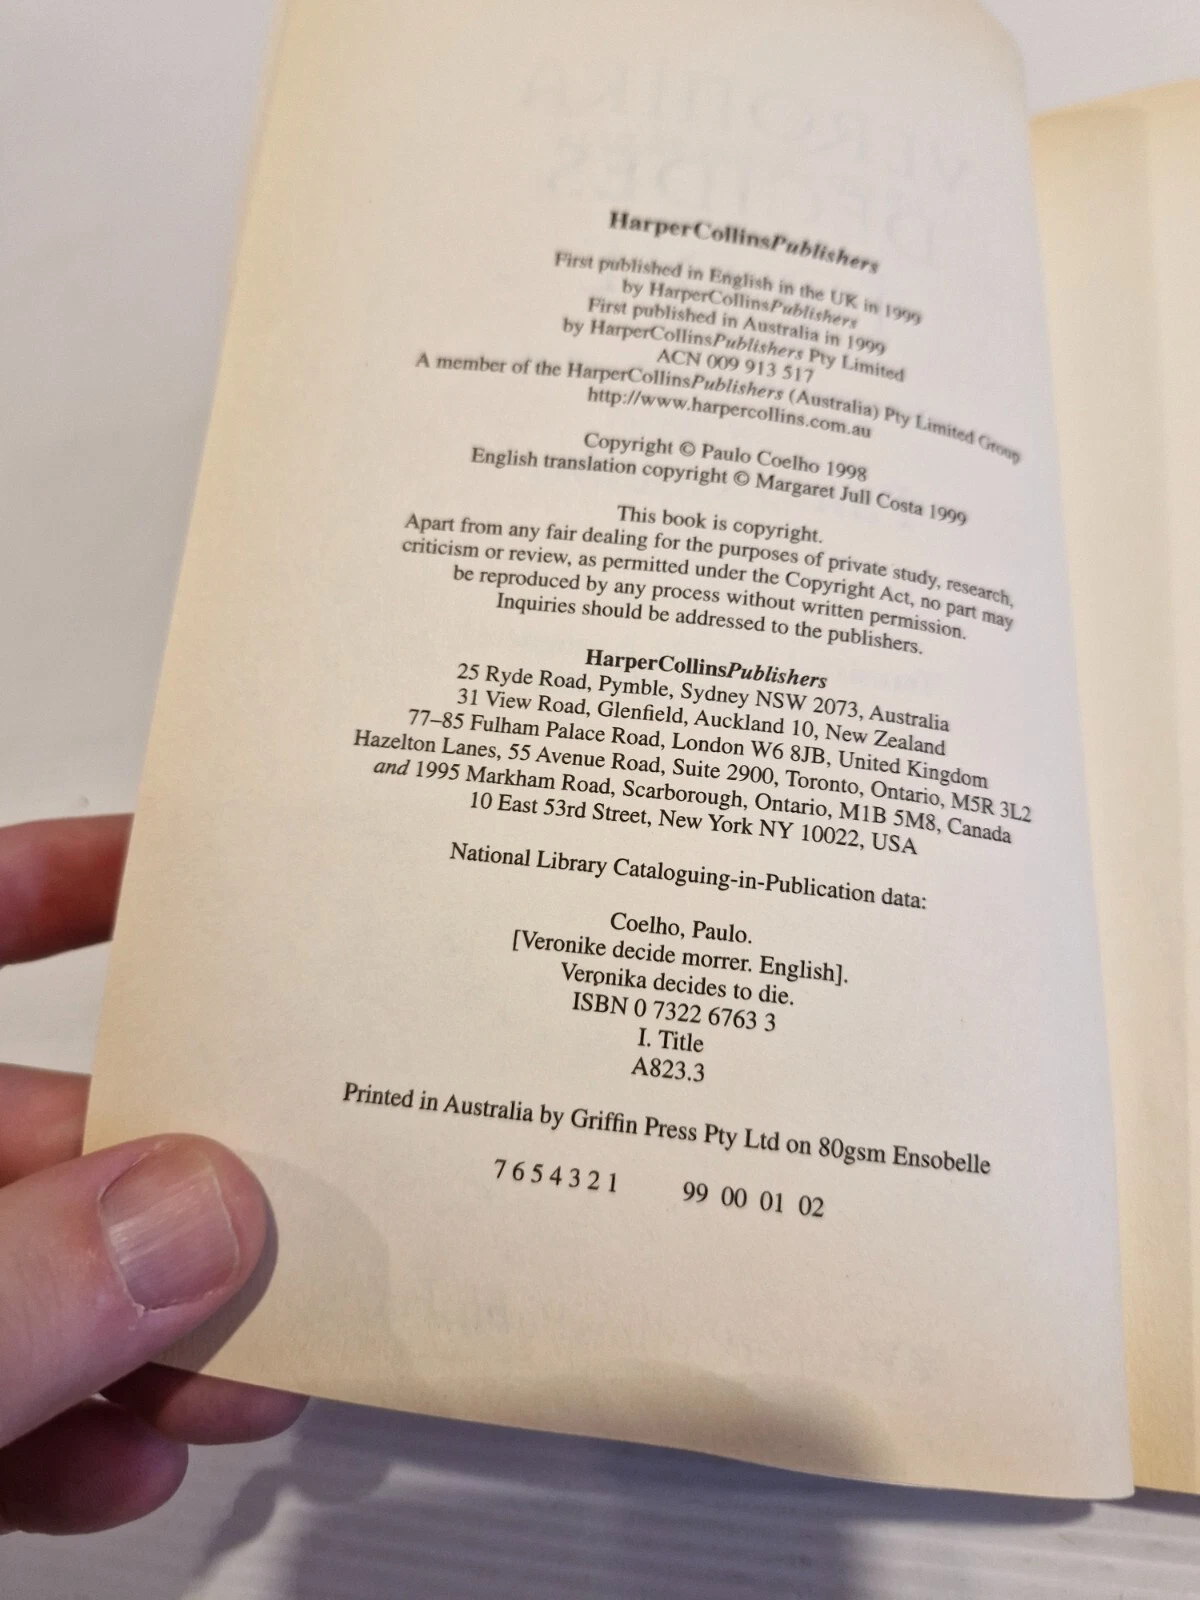 HarperCollinsPublishers
First published in English in the UK in 1999
by HarperCollinsPublishers
First published in Australia in 1999
by HarperCollinsPublishers Pty Limited
ACN 009 913 517
A member of the HarperCollinsPublishers (Australia) Pty Limited Group
http://www.harpercollins.com.au
Copyright © Paulo Coelho 1998
English translation copyright © Margaret Jull Costa 1999
This book is copyright.
Apart from any fair dealing for the purposes of private study, research,
criticism or review, as permitted under the Copyright Act, no part may
be reproduced by any process without written permission.
Inquiries should be addressed to the publishers.
HarperCollinsPublishers
25 Ryde Road, Pymble, Sydney NSW 2073, Australia
31 View Road, Glenfield, Auckland 10, New Zealand
77–85 Fulham Palace Road, London W6 8JB, United Kingdom
Hazelton Lanes, 55 Avenue Road, Suite 2900, Toronto, Ontario, M5R 3L2
and 1995 Markham Road, Scarborough, Ontario, M1B 5M8, Canada
10 East 53rd Street, New York NY 10022, USA
National Library Cataloguing-in-Publication data:
Coelho, Paulo.
[Veronike decide morrer. English].
Veronika decides to die.
ISBN 0 7322 6763 3
I. Title
A823.3
Printed in Australia by Griffin Press Pty Ltd on 80gsm Ensobelle
7 6 5 4 3 2 1 99 00 01 02